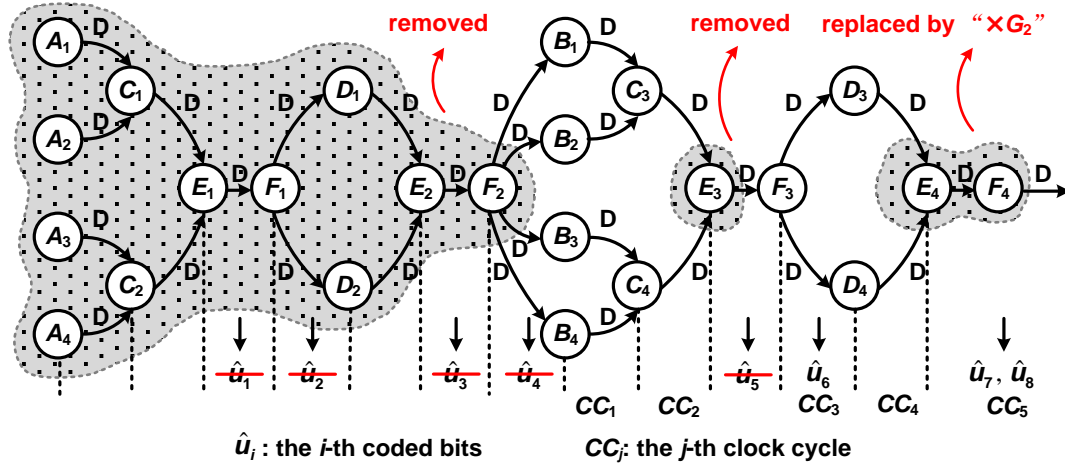 removed
removed
replaced by “×G₂”
A₁ D D B₁ D D
C₁ D₁ C₃ D₃
D D D D D D D
A₂ D D B₂ D
E₁ D F₁ E₂ D F₂ E₃ D F₃ E₄ D F₄ D
A₃ D D B₃ D
D D D D D D D
C₂ D₂ C₄ D₄
A₄ D B₄ D
û₁ û₂ û₃ û₄ û₅ û₆ û₇, û₈
CC₁ CC₂ CC₃ CC₄ CC₅
ûᵢ : the i-th coded bits CCⱼ: the j-th clock cycle